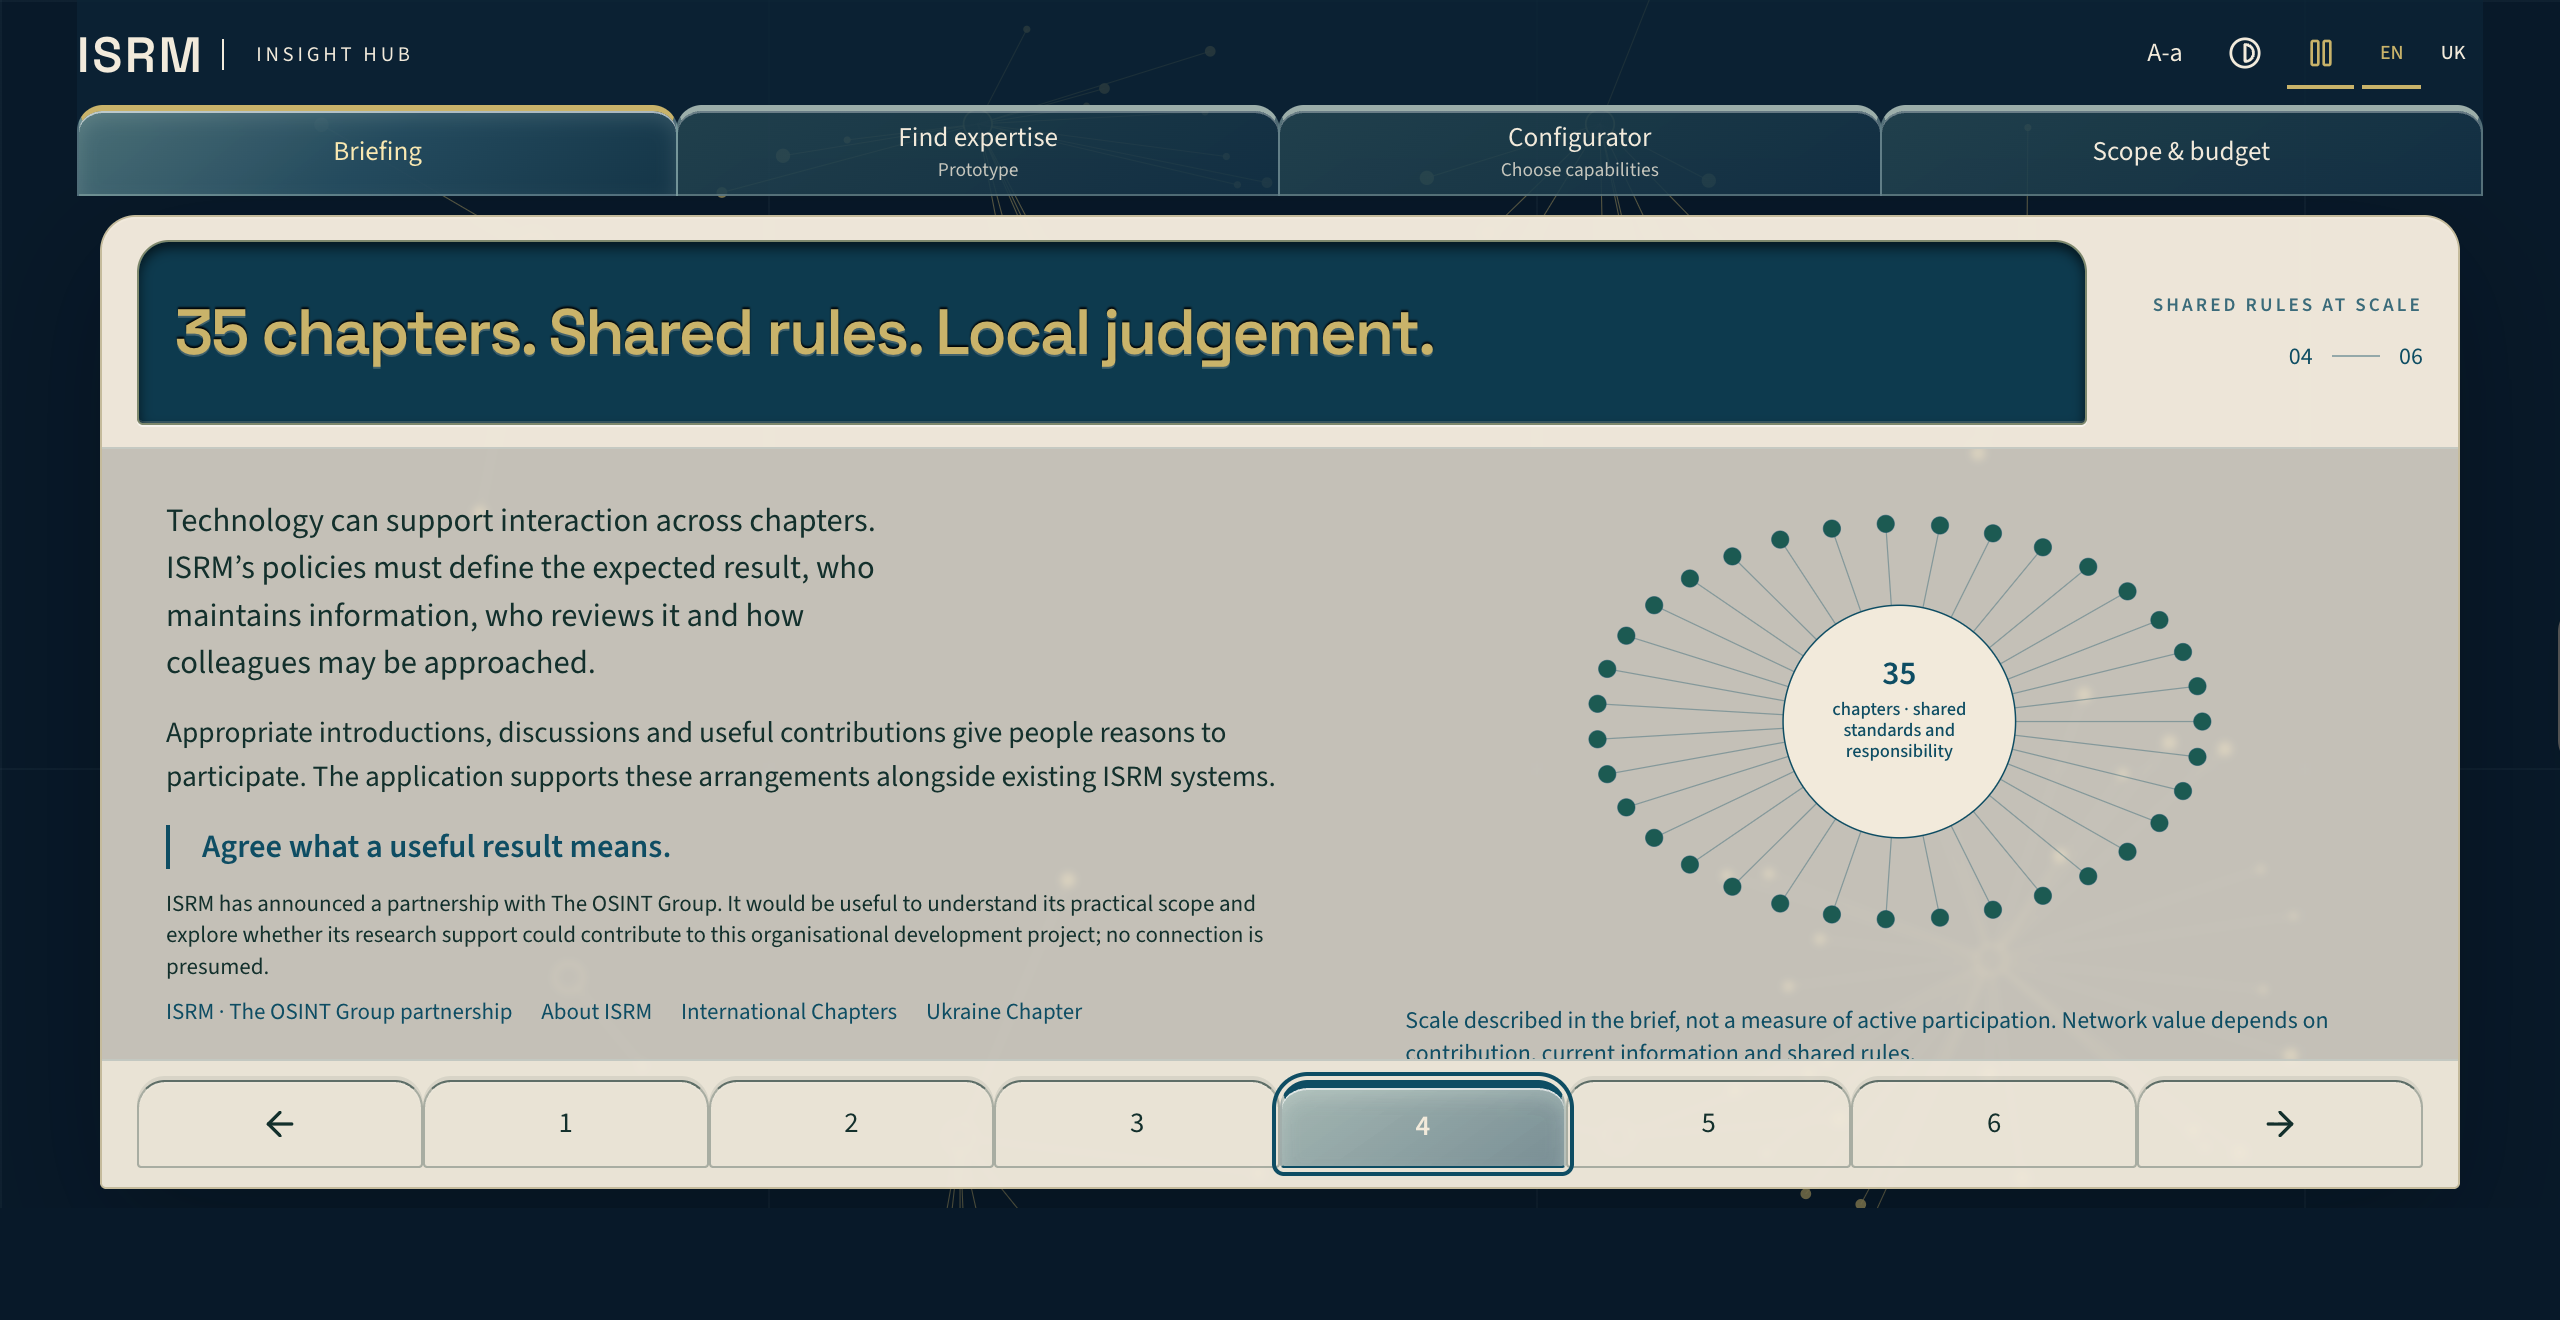 ISRM
INSIGHT HUB
A-a
EN
UK
Briefing
Find expertise
Prototype
Configurator
Choose capabilities
Scope & budget
35 chapters. Shared rules. Local judgement.
SHARED RULES AT SCALE
04
06
Technology can support interaction across chapters.
ISRM’s policies must define the expected result, who
maintains information, who reviews it and how
colleagues may be approached.
Appropriate introductions, discussions and useful contributions give people reasons to
participate. The application supports these arrangements alongside existing ISRM systems.
Agree what a useful result means.
ISRM has announced a partnership with The OSINT Group. It would be useful to understand its practical scope and
explore whether its research support could contribute to this organisational development project; no connection is
presumed.
ISRM · The OSINT Group partnership
About ISRM
International Chapters
Ukraine Chapter
35
chapters · shared
standards and
responsibility
Scale described in the brief, not a measure of active participation. Network value depends on
contribution, current information and shared rules.
1
2
3
4
5
6